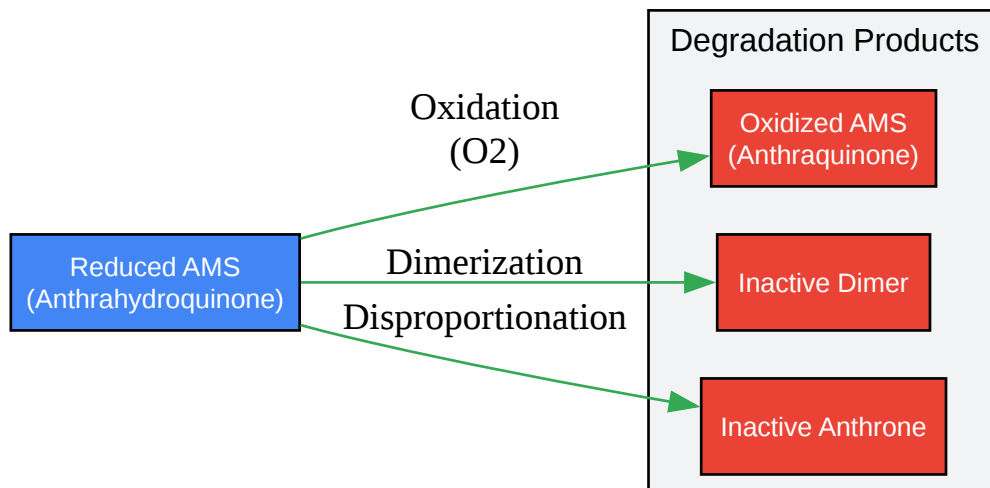 Degradation Products
Oxidation
(O2)
Oxidized AMS
(Anthraquinone)
Reduced AMS
(Anthrahydroquinone)
Dimerization
Inactive Dimer
Disproportionation
Inactive Anthrone